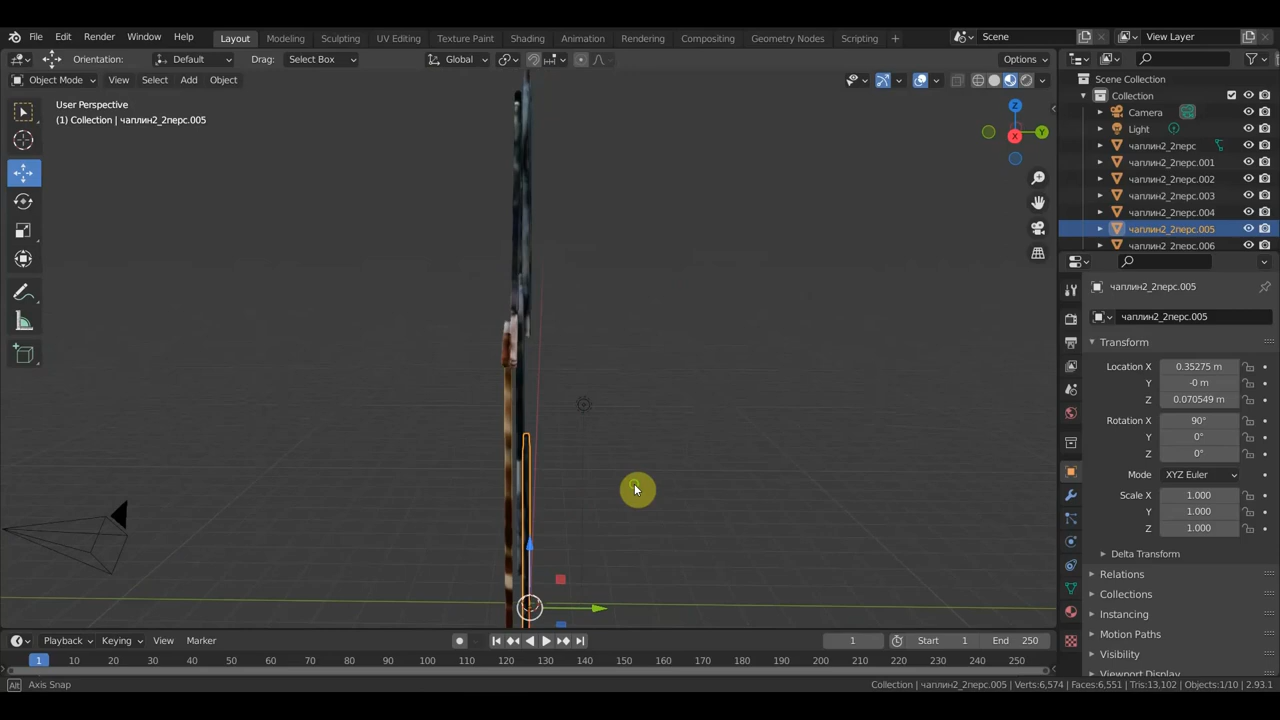 File Edit Render Window Help Layout Modeling Sculpting UV Editing Texture Paint Shading Animation Rendering Compositing Geometry Nodes Scripting + Scene View Layer
Orientation: Default Drag: Select Box Global Options
Object Mode View Select Add Object
User Perspective
(1) Collection | чаплин2_2перс.005
Z
Y
X
Scene Collection
Collection
Camera
Light
чаплин2_2перс
чаплин2_2перс.001
чаплин2_2перс.002
чаплин2_2перс.003
чаплин2_2перс.004
чаплин2_2перс.005
чаплин2_2перс.006
чаплин2_2перс.005
чаплин2_2перс.005
Transform
Location X 0.35275 m
Y -0 m
Z 0.070549 m
Rotation X 90°
Y 0°
Z 0°
Mode XYZ Euler
Scale X 1.000
Y 1.000
Z 1.000
Delta Transform
Relations
Collections
Instancing
Motion Paths
Visibility
Viewport Display
Playback Keying View Marker 1 Start 1 End 250
1 10 20 30 40 50 60 70 80 90 100 110 120 130 140 150 160 170 180 190 200 210 220 230 240 250
Alt Axis Snap Collection | чаплин2_2перс.005 | Verts:6,574 | Faces:6,551 | Tris:13,102 | Objects:1/10 | 2.93.1